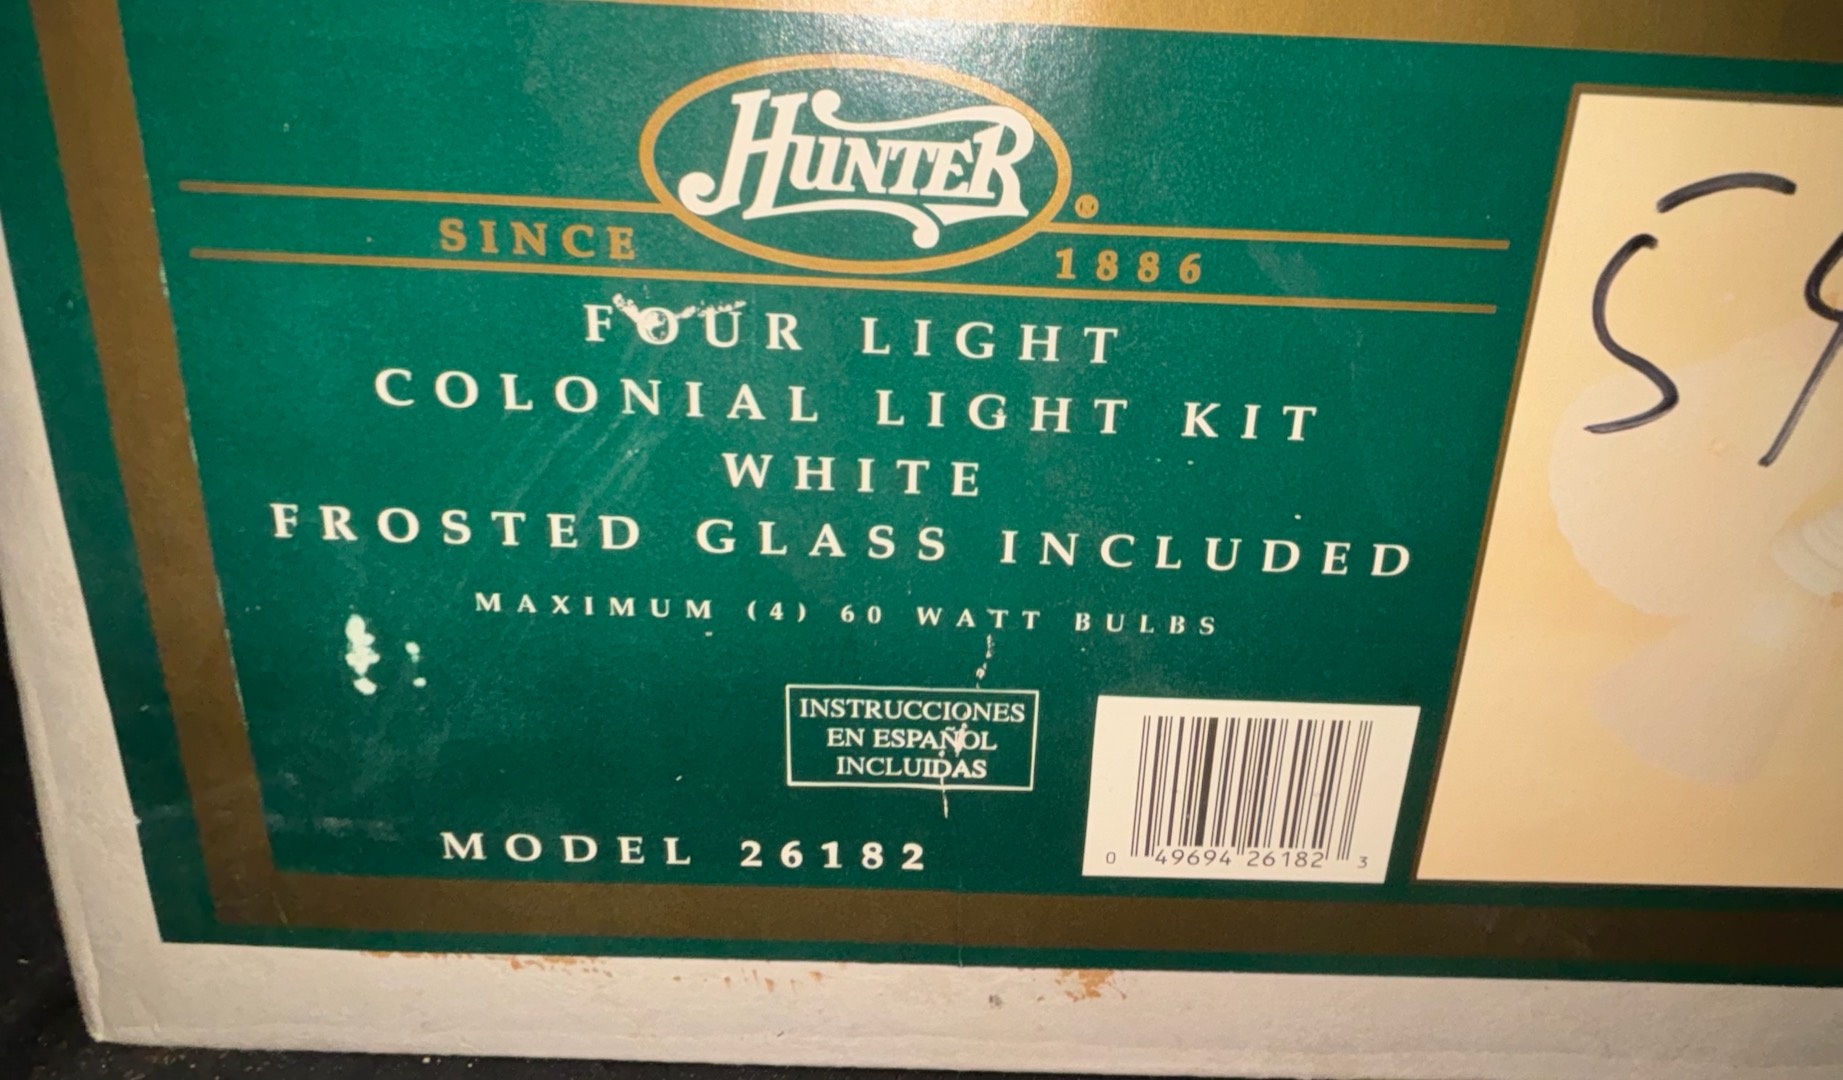 HUNTER®
SINCE 1886
FOUR LIGHT
COLONIAL LIGHT KIT
WHITE
FROSTED GLASS INCLUDED
MAXIMUM (4) 60 WATT BULBS
INSTRUCCIONES
EN ESPAÑOL
INCLUIDAS
MODEL 26182
0 49694 26182 3